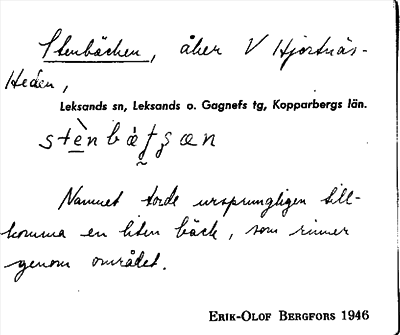 Stenbäcken, åker V Hjortnäs-
Heden,
Leksands sn, Leksands o. Gagnefs tg, Kopparbergs län.
Namnet torde ursprungligen till-
komma en liten bäck, som rinner
genom området.
ERIK-OLOF BERGFORS 1946